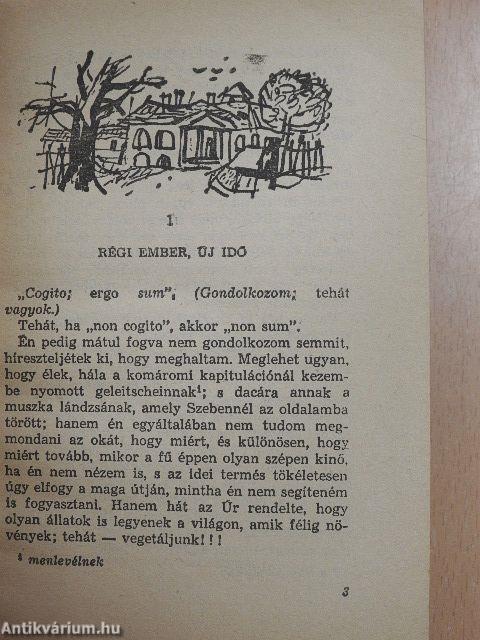 1
RÉGI EMBER, ÚJ IDŐ
„Cogito; ergo sum”; (Gondolkozom; tehát
vagyok.)
Tehát, ha „non cogito”, akkor „non sum”.
Én pedig mától fogva nem gondolkozom semmit,
híreszteljétek ki, hogy meghaltam. Meglehet ugyan,
hogy élek, hála a komáromi kapitulációnál kezem-
be nyomott geleitscheinnak¹; s dacára annak a
muszka lándzsának, amely Szebennél az oldalamba
törött; hanem én egyáltalában nem tudom meg-
mondani az okát, hogy miért, és különösen, hogy
miért tovább, mikor a fű éppen olyan szépen kinő,
ha én nem nézem is, s az idei termés tökéletesen
úgy elfogy a maga útján, mintha én nem segíteném
is fogyasztani. Hanem hát az Úr rendelte, hogy
olyan állatok is legyenek a világon, amik félig nö-
vények; tehát — vegetáljunk!!!
¹ menlevélnek
3
Antikvárium.hu